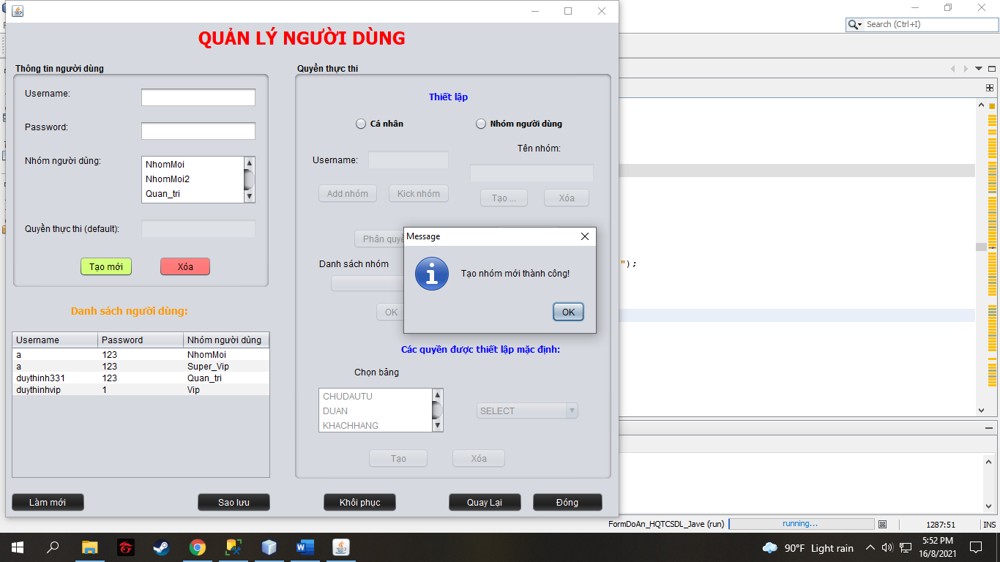 Search (Ctrl+I)
QUẢN LÝ NGƯỜI DÙNG
Thông tin người dùng
Username:
Password:
Nhóm người dùng:
NhomMoi
NhomMoi2
Quan_tri
Quyền thực thi (default):
Tạo mới
Xóa
Quyền thực thi
Thiết lập
Cá nhân
Nhóm người dùng
Tên nhóm:
Username:
Add nhóm
Kick nhóm
Tạo ...
Xóa
Danh sách nhóm
OK
Message
Tạo nhóm mới thành công!
OK
");
Danh sách người dùng:
Username Password Nhóm người dùng
a 123 NhomMoi
a 123 Super_Vip
duythinh331 123 Quan_tri
duythinhvip 1 Vip
Các quyền được thiết lập mặc định:
Chọn bảng
CHUDAUTU
DUAN
KHACHHANG
SELECT
Tạo
Xóa
Làm mới
Sao lưu
Khôi phục
Quay Lại
Đóng
FormDoAn_HQTCSDL_Jave (run)
running...
1287:51
INS
90°F Light rain
5:52 PM
16/8/2021